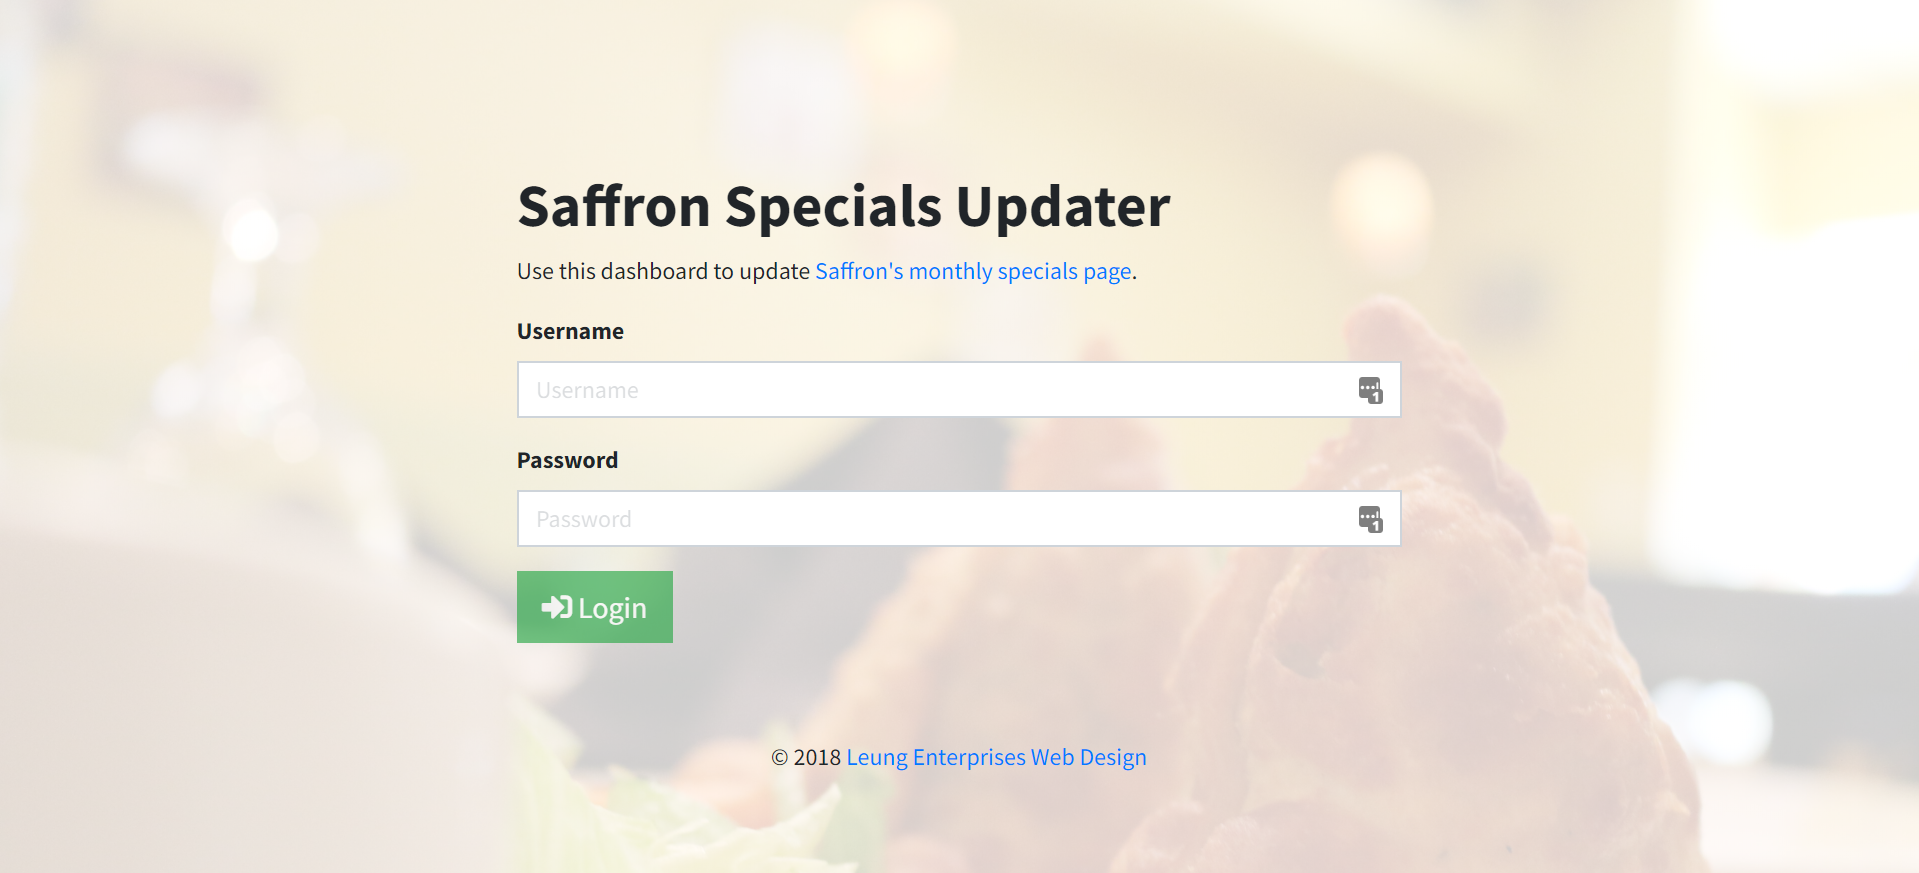 Saffron Specials Updater
Use this dashboard to update Saffron's monthly specials page.
Username
Username
Password
Password
Login
© 2018 Leung Enterprises Web Design